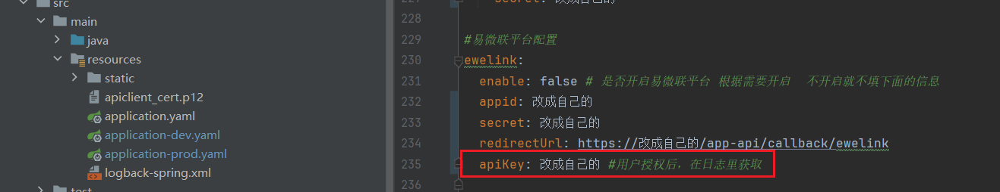 src
main
java
resources
static
apiclient_cert.p12
application.yaml
application-dev.yaml
application-prod.yaml
logback-spring.xml
test
227 secret: 改成自己的
228
229 #易微联平台配置
230 ewelink:
231 enable: false # 是否开启易微联平台 根据需要开启 不开启就不填下面的信息
232 appid: 改成自己的
233 secret: 改成自己的
234 redirectUrl: https://改成自己的/app-api/callback/ewelink
235 apiKey: 改成自己的 #用户授权后，在日志里获取
236